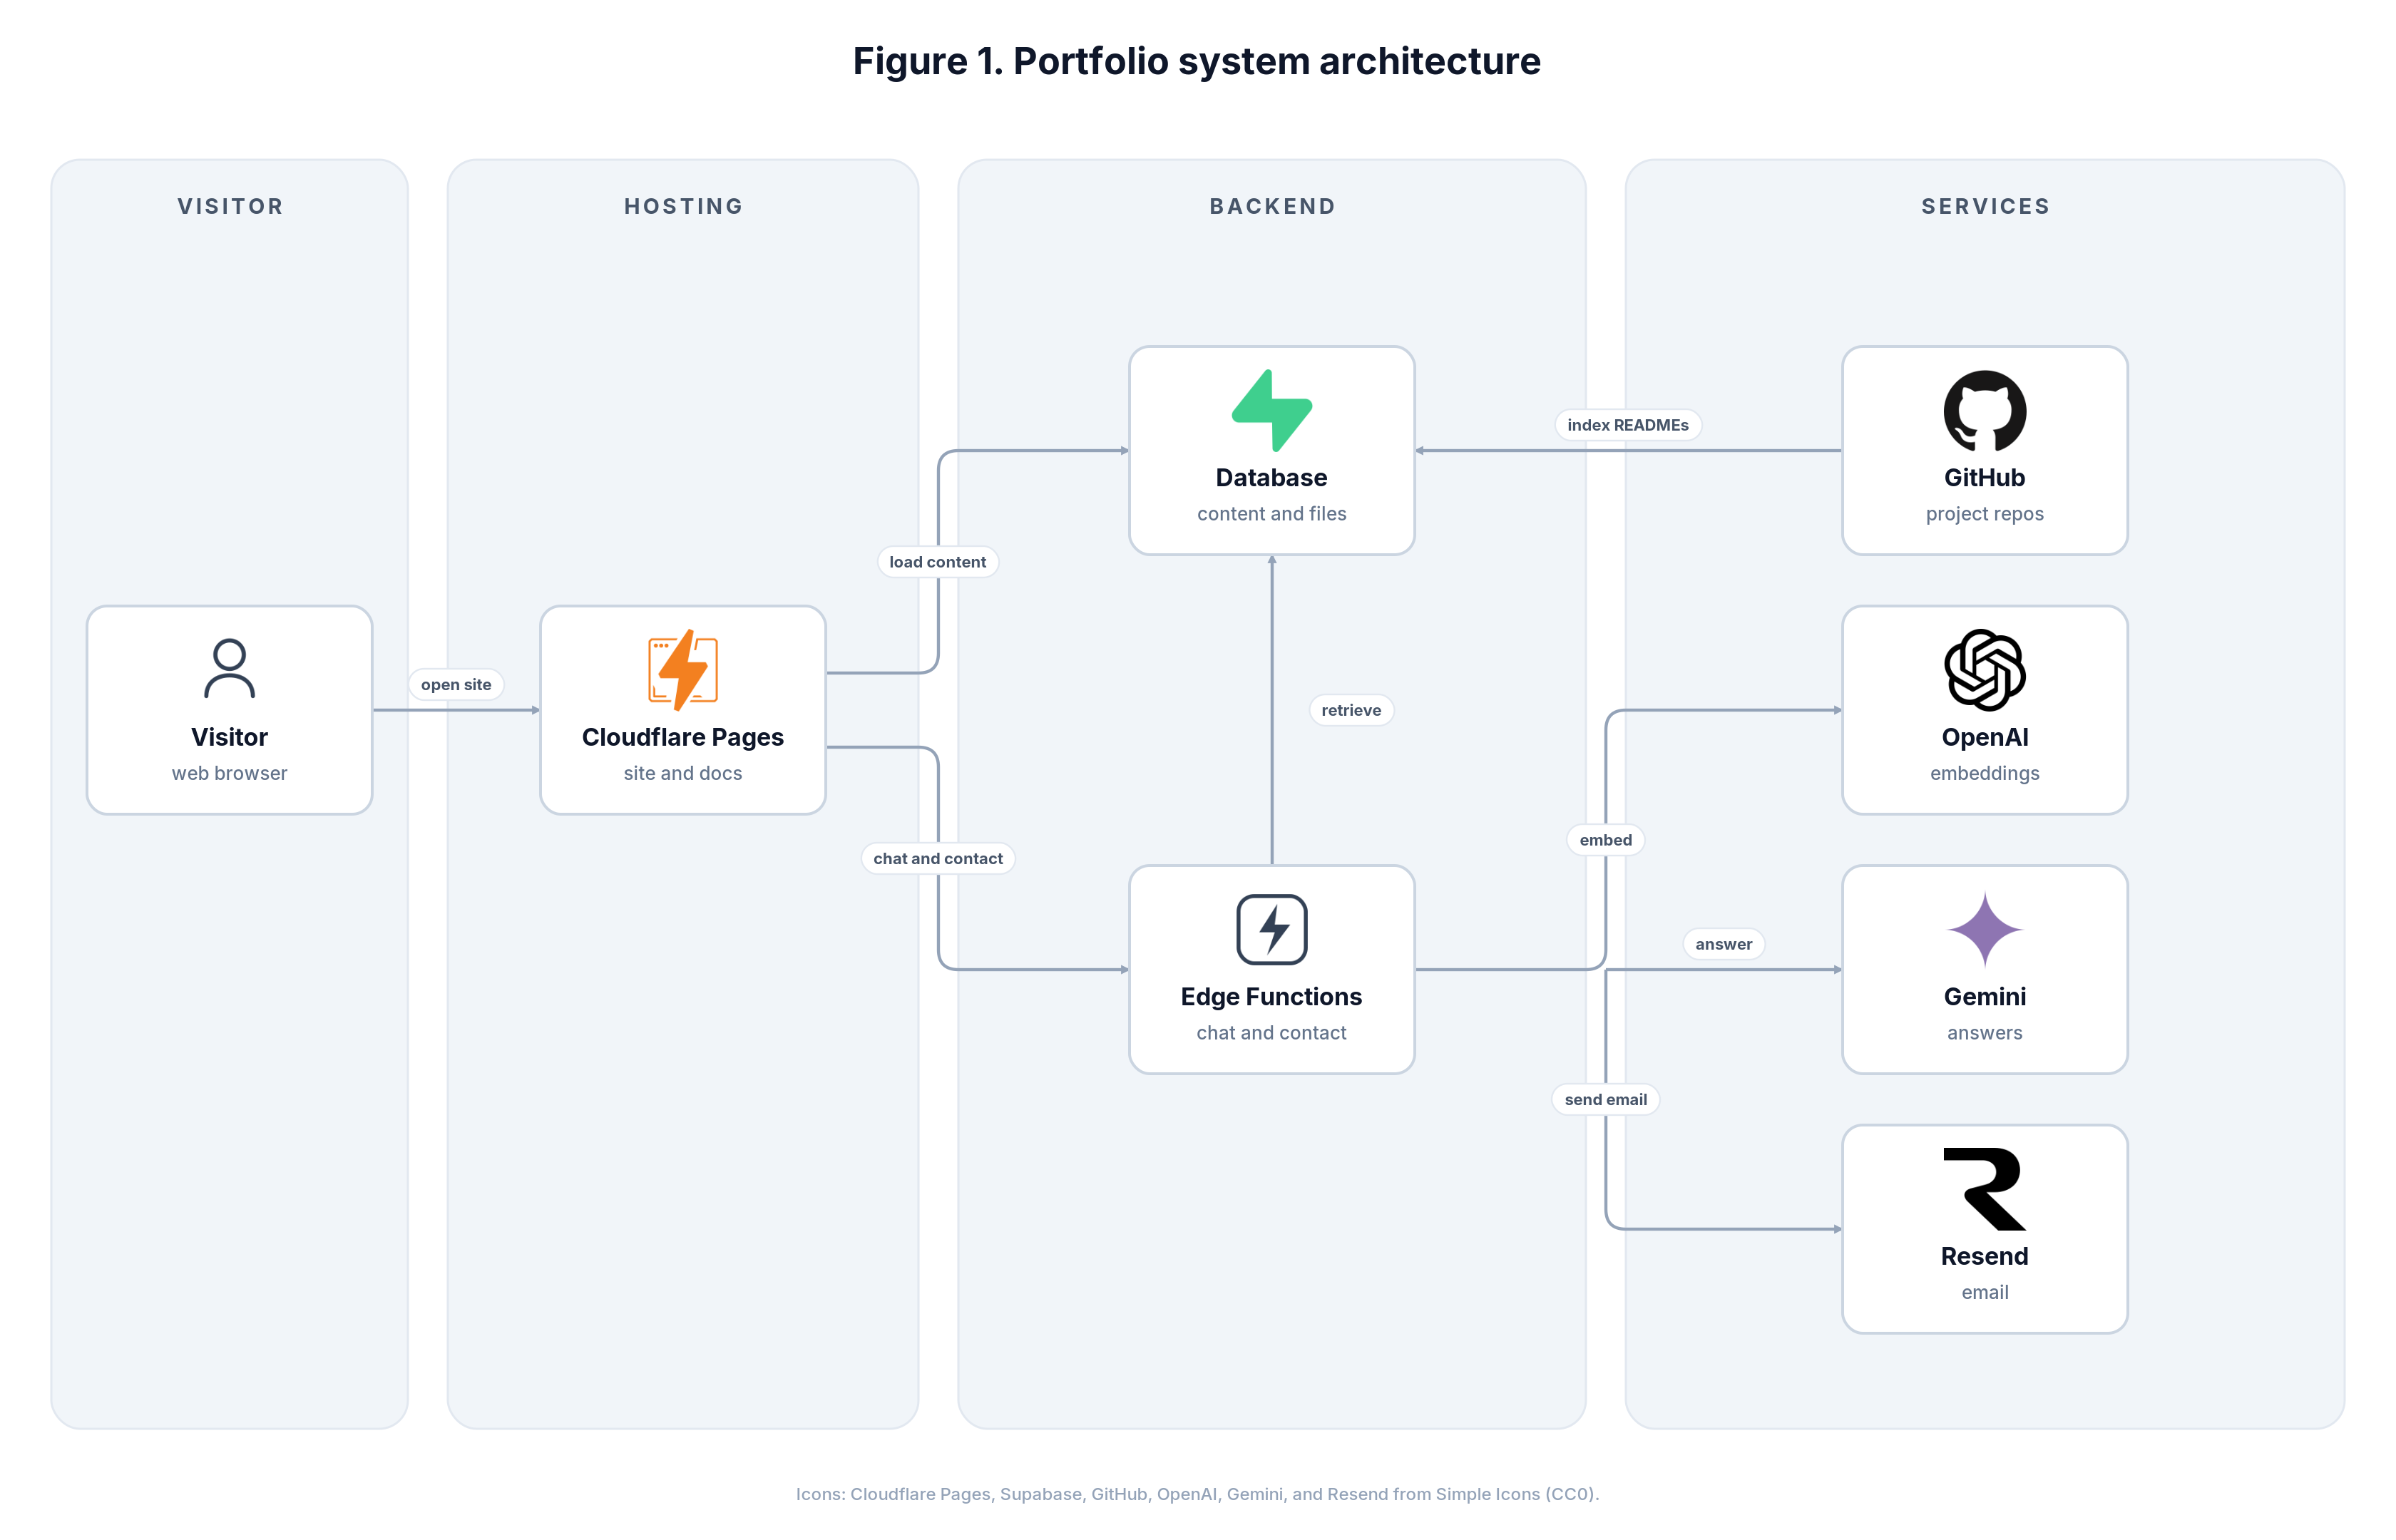 Figure 1. Portfolio system architecture
VISITOR
HOSTING
BACKEND
SERVICES
Visitor
web browser
open site
Cloudflare Pages
site and docs
load content
chat and contact
Database
content and files
retrieve
Edge Functions
chat and contact
index READMEs
embed
answer
send email
GitHub
project repos
OpenAI
embeddings
Gemini
answers
Resend
email
Icons: Cloudflare Pages, Supabase, GitHub, OpenAI, Gemini, and Resend from Simple Icons (CC0).